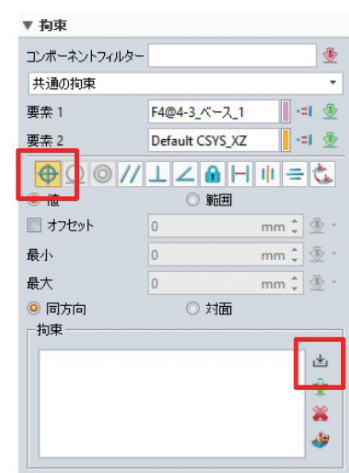 ▼ 拘束
コンポーネントフィルター
共通の拘束
要素 1 F4@4-3_ベース_1
要素 2 Default CSYS_XZ
値 範囲
オフセット 0 mm
最小 0 mm
最大 0 mm
同方向 対面
拘束